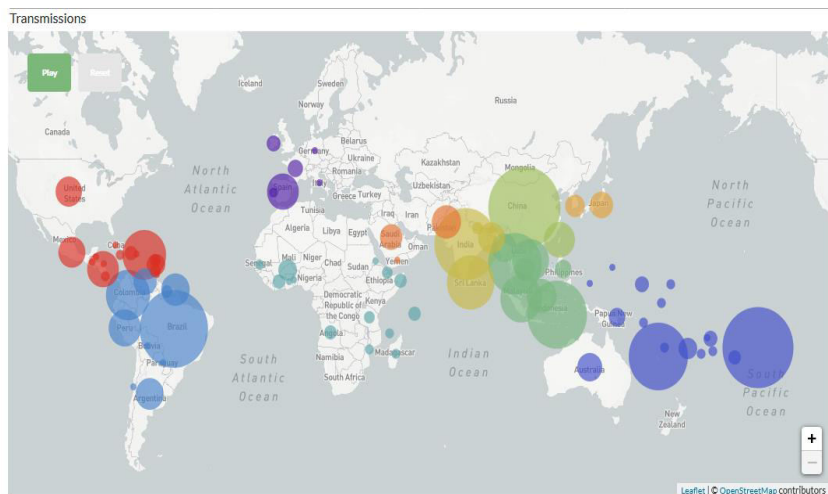 Transmissions
Play
Reset
Iceland
Sweden
Norway
Russia
Canada
Germany
Belarus
Ukraine
Kazakhstan
Mongolia
Romania
Italy
Spain
Greece
Turkey
Uzbekistan
North
Atlantic
Ocean
North
Pacific
Ocean
United
States
Tunisia
Iraq
Iran
China
Japan
Algeria
Libya
Egypt
Saudi
Arabia
Oman
India
Mexico
Cuba
Mali
Niger
Chad
Sudan
Yemen
Senegal
Nigeria
Ethiopia
Sri Lanka
Philippines
Colombia
Democratic
Republic of
the Congo
Kenya
Papua New
Guinea
Peru
Brazil
Bolivia
Angola
Madagascar
Namibia
Paraguay
South Africa
Argentina
South
Atlantic
Ocean
Indian
Ocean
Australia
South
Pacific
Ocean
New
Zealand
+
−
Leaflet | © OpenStreetMap contributors